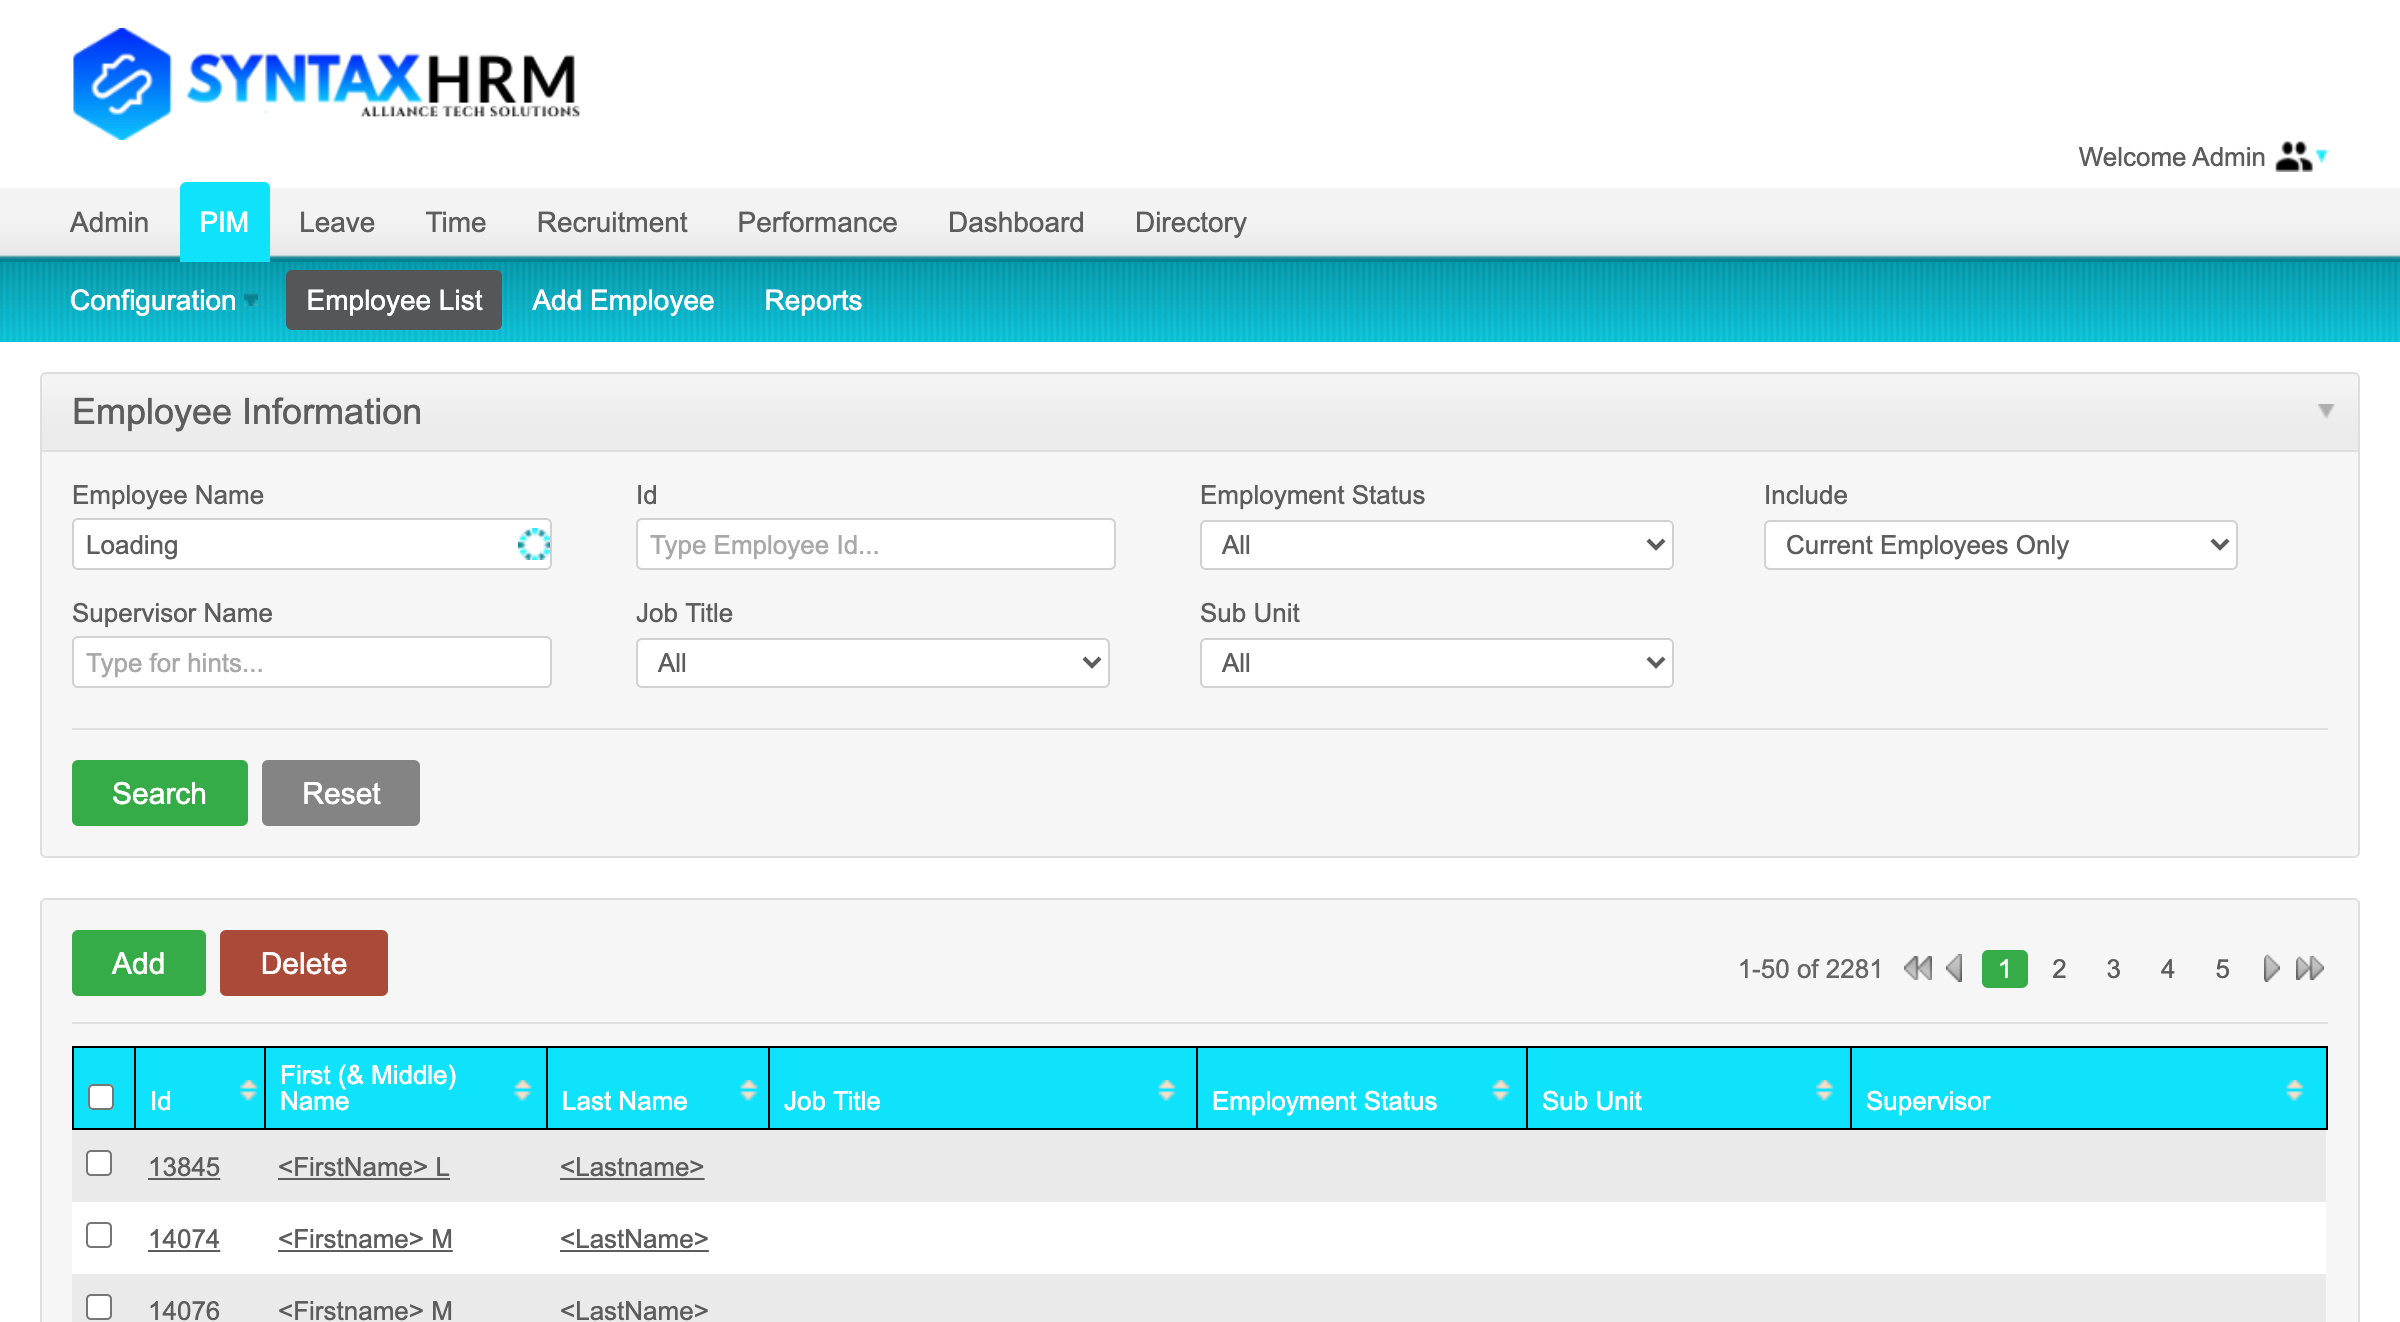 SYNTAXHRM
ALLIANCE TECH SOLUTIONS
Welcome Admin
Admin PIM Leave Time Recruitment Performance Dashboard Directory
Configuration Employee List Add Employee Reports
Employee Information
Employee Name Id Employment Status Include
Loading Type Employee Id... All Current Employees Only
Supervisor Name Job Title Sub Unit
Type for hints... All All
Search Reset
Add Delete 1-50 of 2281 1 2 3 4 5
Id First (& Middle) Name Last Name Job Title Employment Status Sub Unit Supervisor
13845 <FirstName> L <Lastname>
14074 <Firstname> M <LastName>
14076 <Firstname> M <LastName>